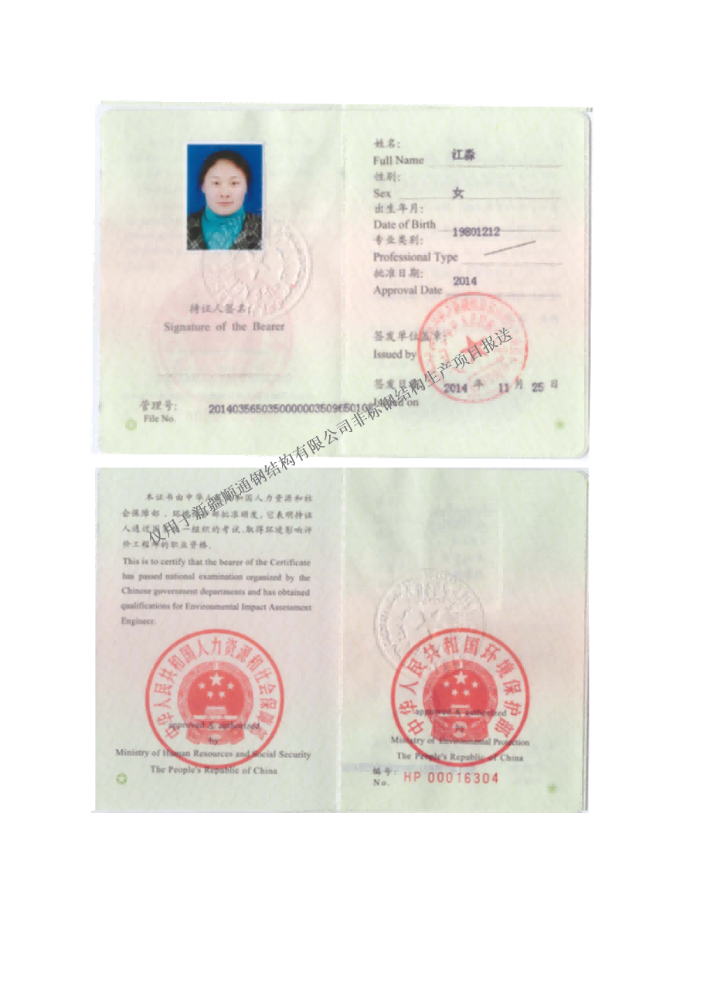 姓名:
Full Name 江淼
性别:
Sex 女
出生年月:
Date of Birth 19801212
专业类别:
Professional Type
批准日期:
Approval Date 2014
持证人签名:
Signature of the Bearer
签发单位盖章:
Issued by
签发日期: 2014 年 11 月 25 日
Issued on
管理号:
File No.
仅用于新疆顺通钢结构有限公司非标钢结构生产项目报送
本证书由中华人民共和国人力资源和社
会保障部、环境保护部批准颁发。它表明持证
人通过国家统一组织的考试,取得环境影响评
价工程师的职业资格。
This is to certify that the bearer of the Certificate
has passed national examination organized by the
Chinese government departments and has obtained
qualifications for Environmental Impact Assessment
Engineer.
中华人民共和国人力资源和社会保障部
approved & authorized
by
Ministry of Human Resources and Social Security
The People's Republic of China
中华人民共和国环境保护部
approved & authorized
by
Ministry of Environmental Protection
The People's Republic of China
编号:
No. HP 00016304